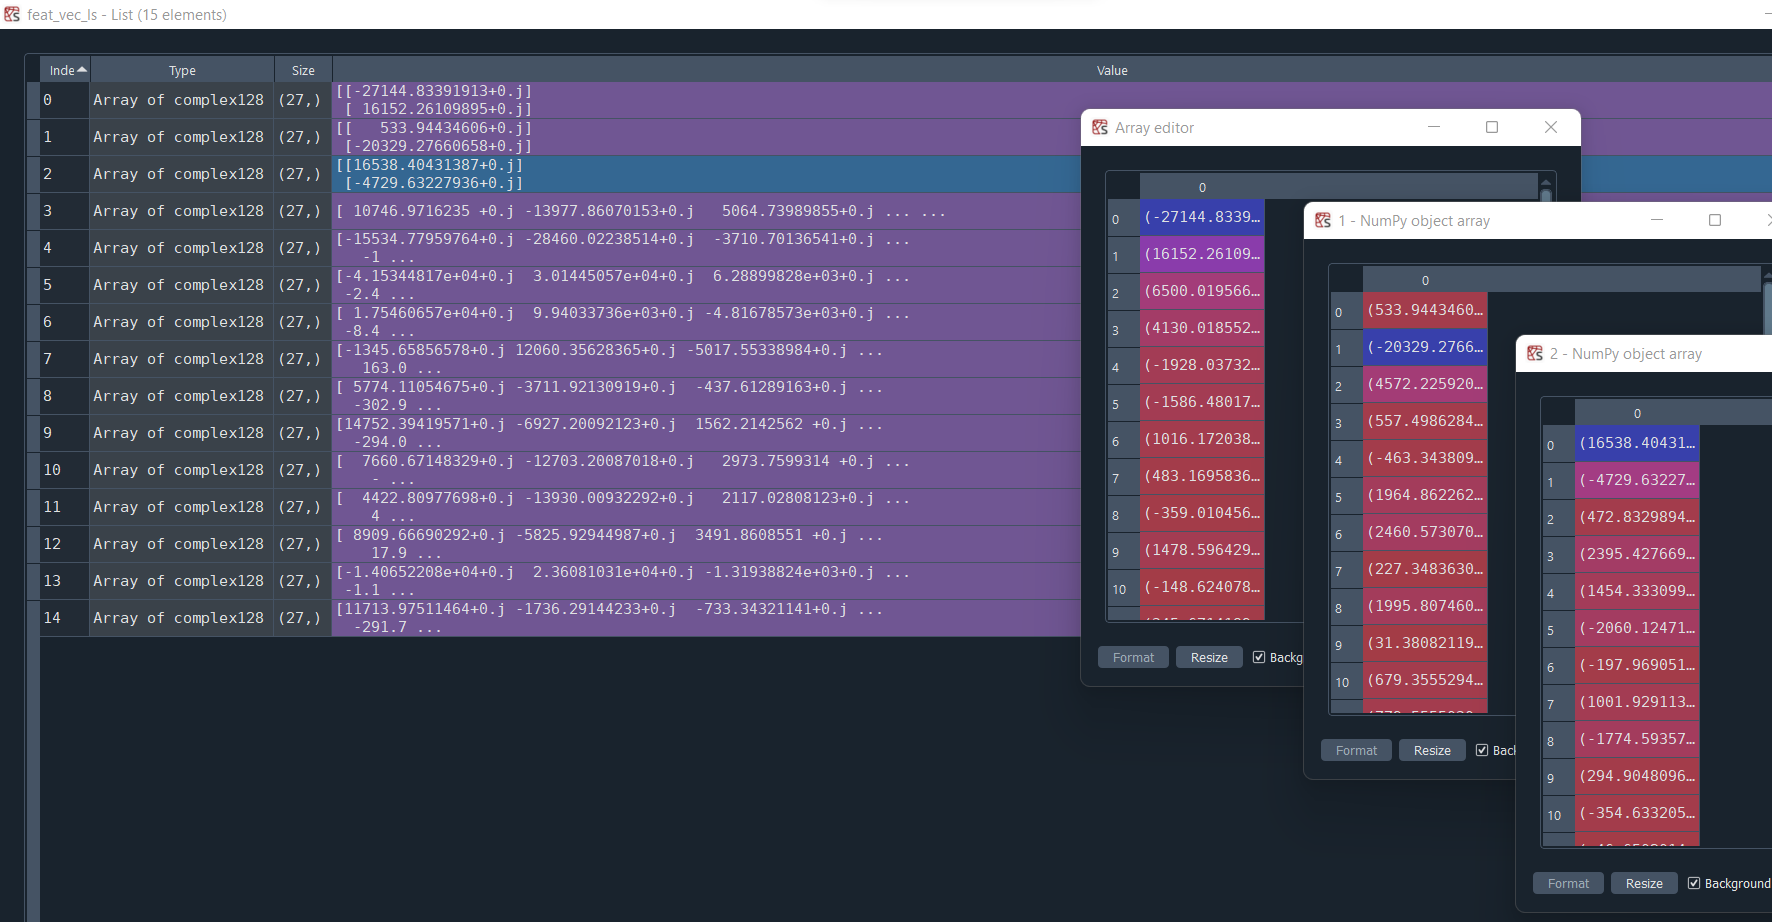 feat_vec_ls - List (15 elements)
Inde Type Size Value
0 Array of complex128 (27,) [[-27144.83391913+0.j]
[ 16152.26109895+0.j]
1 Array of complex128 (27,) [[   533.94434606+0.j]
[-20329.27660658+0.j]
2 Array of complex128 (27,) [[16538.40431387+0.j]
[-4729.63227936+0.j]
3 Array of complex128 (27,) [ 10746.9716235 +0.j -13977.86070153+0.j   5064.73989855+0.j ... ...
4 Array of complex128 (27,) [-15534.77959764+0.j -28460.02238514+0.j  -3710.70136541+0.j ...
-1 ...
5 Array of complex128 (27,) [-4.15344817e+04+0.j  3.01445057e+04+0.j  6.28899828e+03+0.j ...
-2.4 ...
6 Array of complex128 (27,) [ 1.75460657e+04+0.j  9.94033736e+03+0.j -4.81678573e+03+0.j ...
-8.4 ...
7 Array of complex128 (27,) [-1345.65856578+0.j 12060.35628365+0.j -5017.55338984+0.j ...
163.0 ...
8 Array of complex128 (27,) [ 5774.11054675+0.j -3711.92130919+0.j  -437.61289163+0.j ...
-302.9 ...
9 Array of complex128 (27,) [14752.39419571+0.j -6927.20092123+0.j  1562.2142562 +0.j ...
-294.0 ...
10 Array of complex128 (27,) [  7660.67148329+0.j -12703.20087018+0.j   2973.7599314 +0.j ...
- ...
11 Array of complex128 (27,) [  4422.80977698+0.j -13930.00932292+0.j   2117.02808123+0.j ...
4 ...
12 Array of complex128 (27,) [ 8909.66690292+0.j -5825.92944987+0.j  3491.8608551 +0.j ...
17.9 ...
13 Array of complex128 (27,) [-1.40652208e+04+0.j  2.36081031e+04+0.j -1.31938824e+03+0.j ...
-1.1 ...
14 Array of complex128 (27,) [11713.97511464+0.j -1736.29144233+0.j  -733.34321141+0.j ...
-291.7 ...
Array editor
0
0 (-27144.8339...
1 (16152.26109...
2 (6500.019566...
3 (4130.018552...
4 (-1928.03732...
5 (-1586.48017...
6 (1016.172038...
7 (483.1695836...
8 (-359.010456...
9 (1478.596429...
10 (-148.624078...
Format Resize Backg
1 - NumPy object array
0
0 (533.9443460...
1 (-20329.2766...
2 (4572.225920...
3 (557.4986284...
4 (-463.343809...
5 (1964.862262...
6 (2460.573070...
7 (227.3483630...
8 (1995.807460...
9 (31.38082119...
10 (679.3555294...
Format Resize Back
2 - NumPy object array
0
0 (16538.40431...
1 (-4729.63227...
2 (472.8329894...
3 (2395.427669...
4 (1454.333099...
5 (-2060.12471...
6 (-197.969051...
7 (1001.929113...
8 (-1774.59357...
9 (294.9048096...
10 (-354.633205...
Format Resize Background